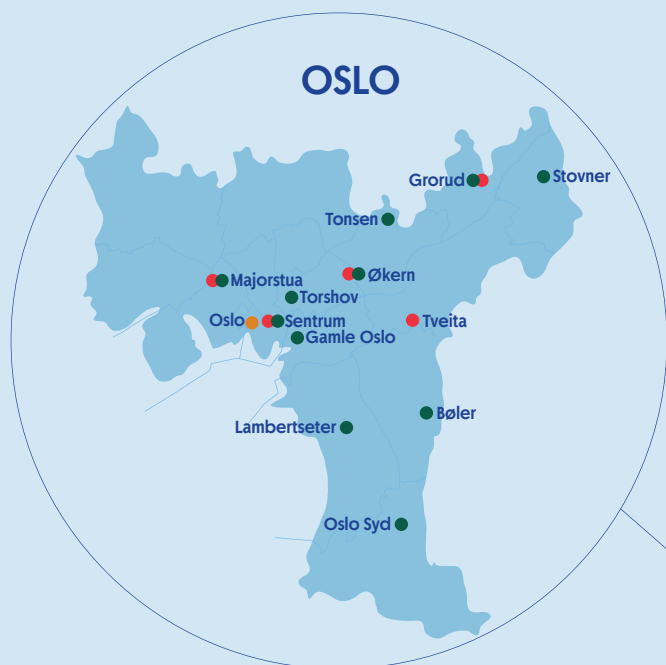 OSLO
Grorud
Stovner
Tonsen
Økern
Majorstua
Torshov
Oslo
Sentrum
Tveita
Gamle Oslo
Bøler
Lambertseter
Oslo Syd